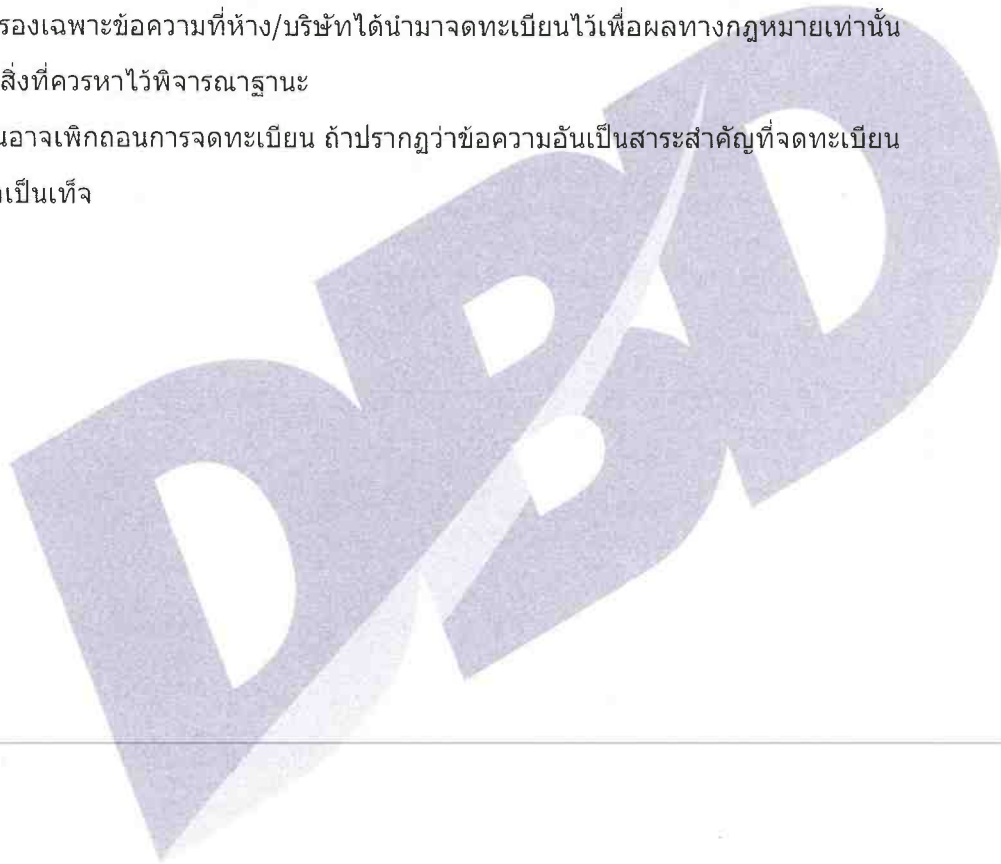 รองเฉพาะข้อความที่ห้าง/บริษัทได้นำมาจดทะเบียนไว้เพื่อผลทางกฎหมายเท่านั้น
สิ่งที่ควรหาไว้พิจารณาฐานะ
อาจเพิกถอนการจดทะเบียน ถ้าปรากฏว่าข้อความอันเป็นสาระสำคัญที่จดทะเบียน
เป็นเท็จ
DBD